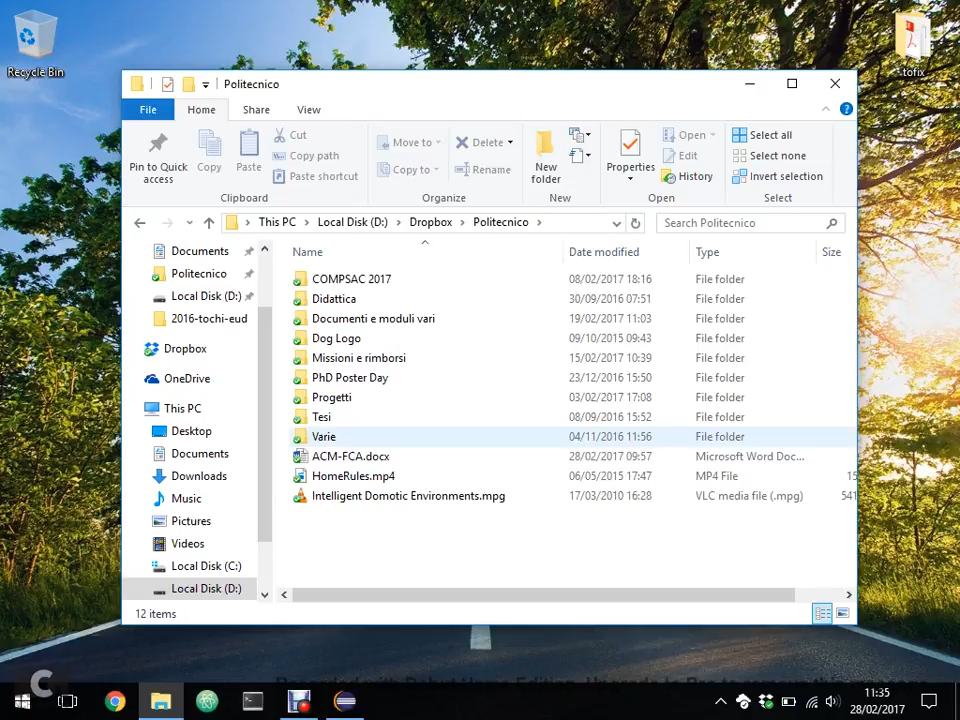 Recycle Bin
.tofix
Politecnico
File Home Share View
Pin to Quick access
Copy
Paste
Cut
Copy path
Paste shortcut
Clipboard
Move to
Copy to
Delete
Rename
Organize
New folder
New
Properties
Open
Edit
History
Open
Select all
Select none
Invert selection
Select
This PC Local Disk (D:) Dropbox Politecnico
Search Politecnico
Documents
Politecnico
Local Disk (D:)
2016-tochi-eud
Dropbox
OneDrive
This PC
Desktop
Documents
Downloads
Music
Pictures
Videos
Local Disk (C:)
Local Disk (D:)
Name Date modified Type Size
COMPSAC 2017 08/02/2017 18:16 File folder
Didattica 30/09/2016 07:51 File folder
Documenti e moduli vari 19/02/2017 11:03 File folder
Dog Logo 09/10/2015 09:43 File folder
Missioni e rimborsi 15/02/2017 10:39 File folder
PhD Poster Day 23/12/2016 15:50 File folder
Progetti 03/02/2017 17:08 File folder
Tesi 08/09/2016 15:52 File folder
Varie 04/11/2016 11:56 File folder
ACM-FCA.docx 28/02/2017 09:57 Microsoft Word Doc...
HomeRules.mp4 06/05/2015 17:47 MP4 File 15
Intelligent Domotic Environments.mpg 17/03/2010 16:28 VLC media file (.mpg) 541
12 items
11:35
28/02/2017